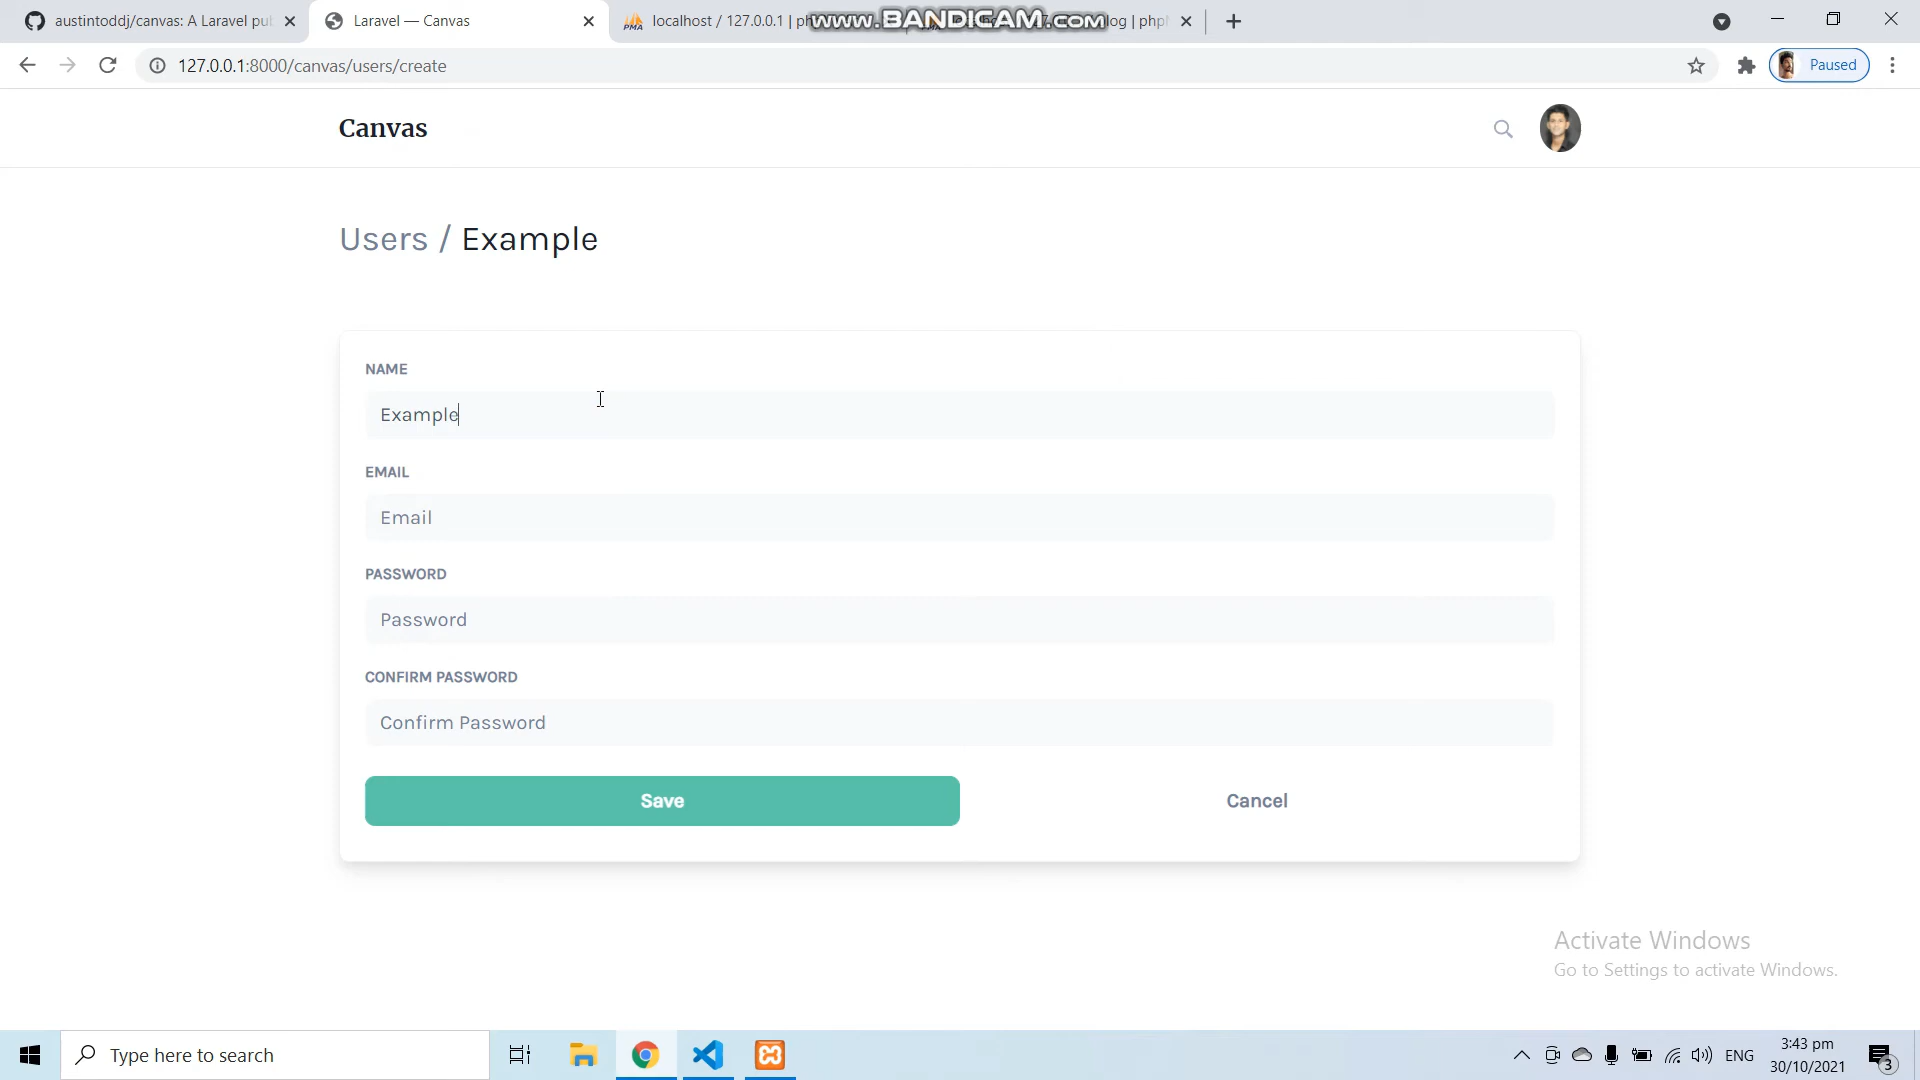 austintoddj/canvas: A Laravel pu
Laravel — Canvas
localhost / 127.0.0.1 | ph
www.BANDICAM.com
log | php
127.0.0.1:8000/canvas/users/create
Paused
Canvas
Users / Example
NAME
Example
EMAIL
Email
PASSWORD
Password
CONFIRM PASSWORD
Confirm Password
Save
Cancel
Activate Windows
Go to Settings to activate Windows.
Type here to search
ENG
3:43 pm
30/10/2021
3